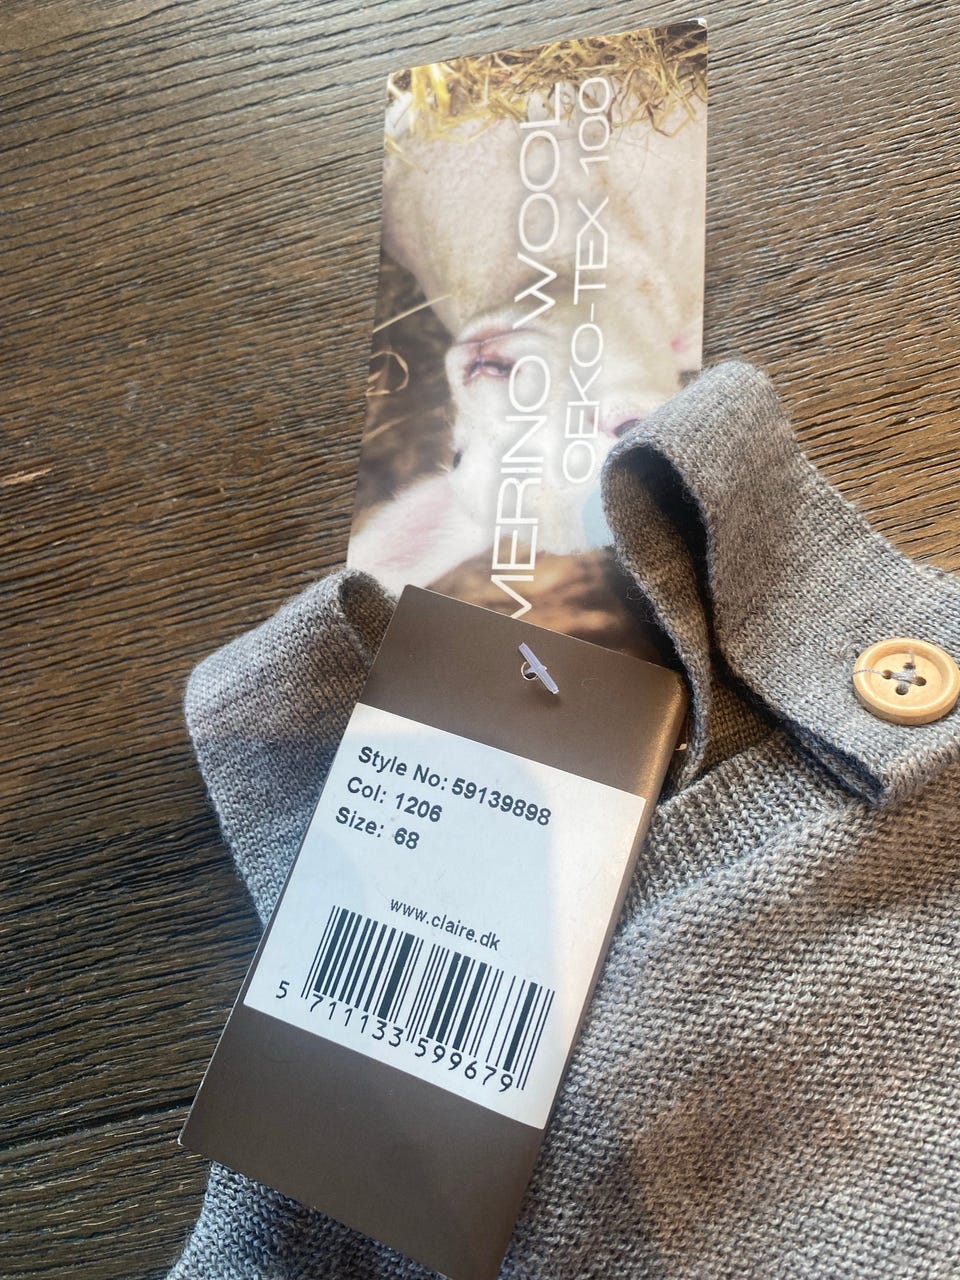 MERINO WOOL
OEKO-TEX 100
Style No: 59139898
Col: 1206
Size: 68
www.claire.dk
5 711133 599679